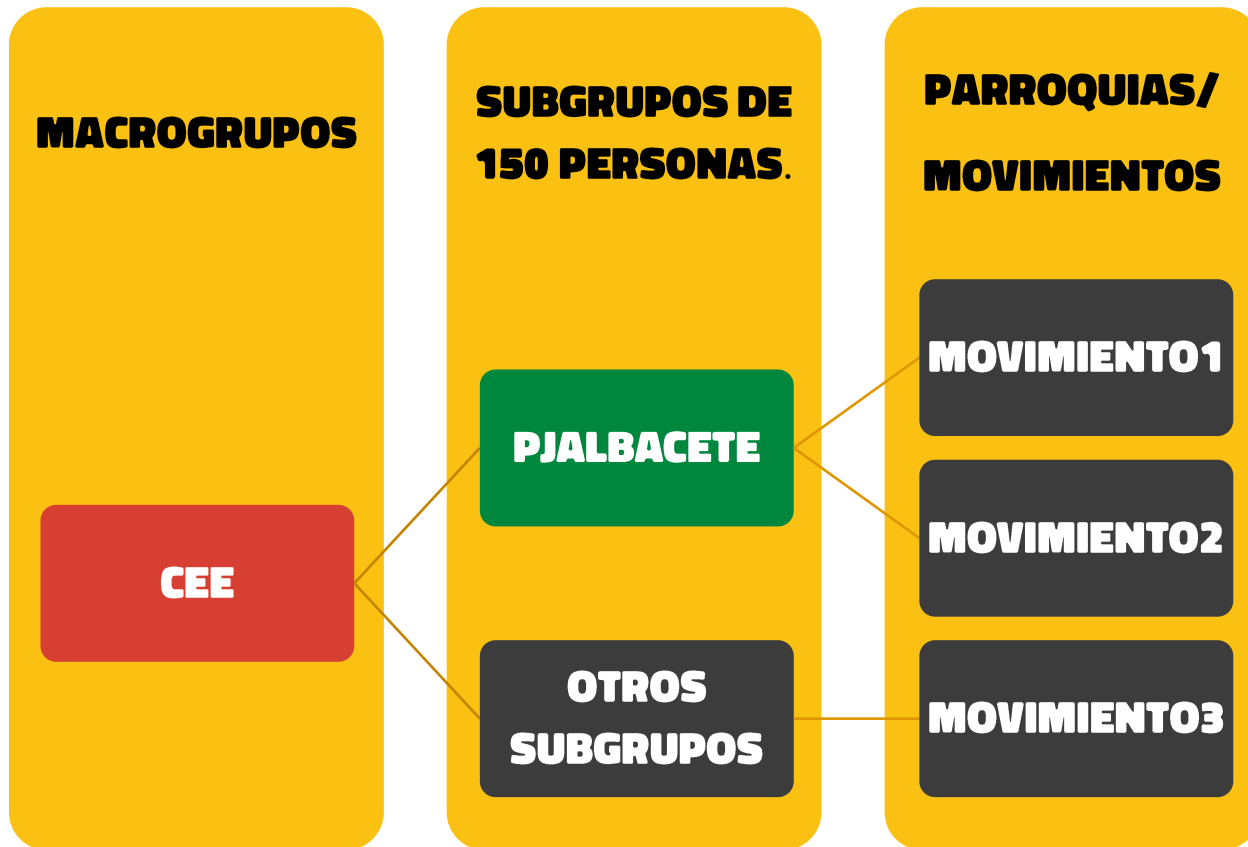 MACROGRUPOS
SUBGRUPOS DE
150 PERSONAS.
PARROQUIAS/
MOVIMIENTOS
CEE
PJALBACETE
OTROS
SUBGRUPOS
MOVIMIENTO1
MOVIMIENTO2
MOVIMIENTO3